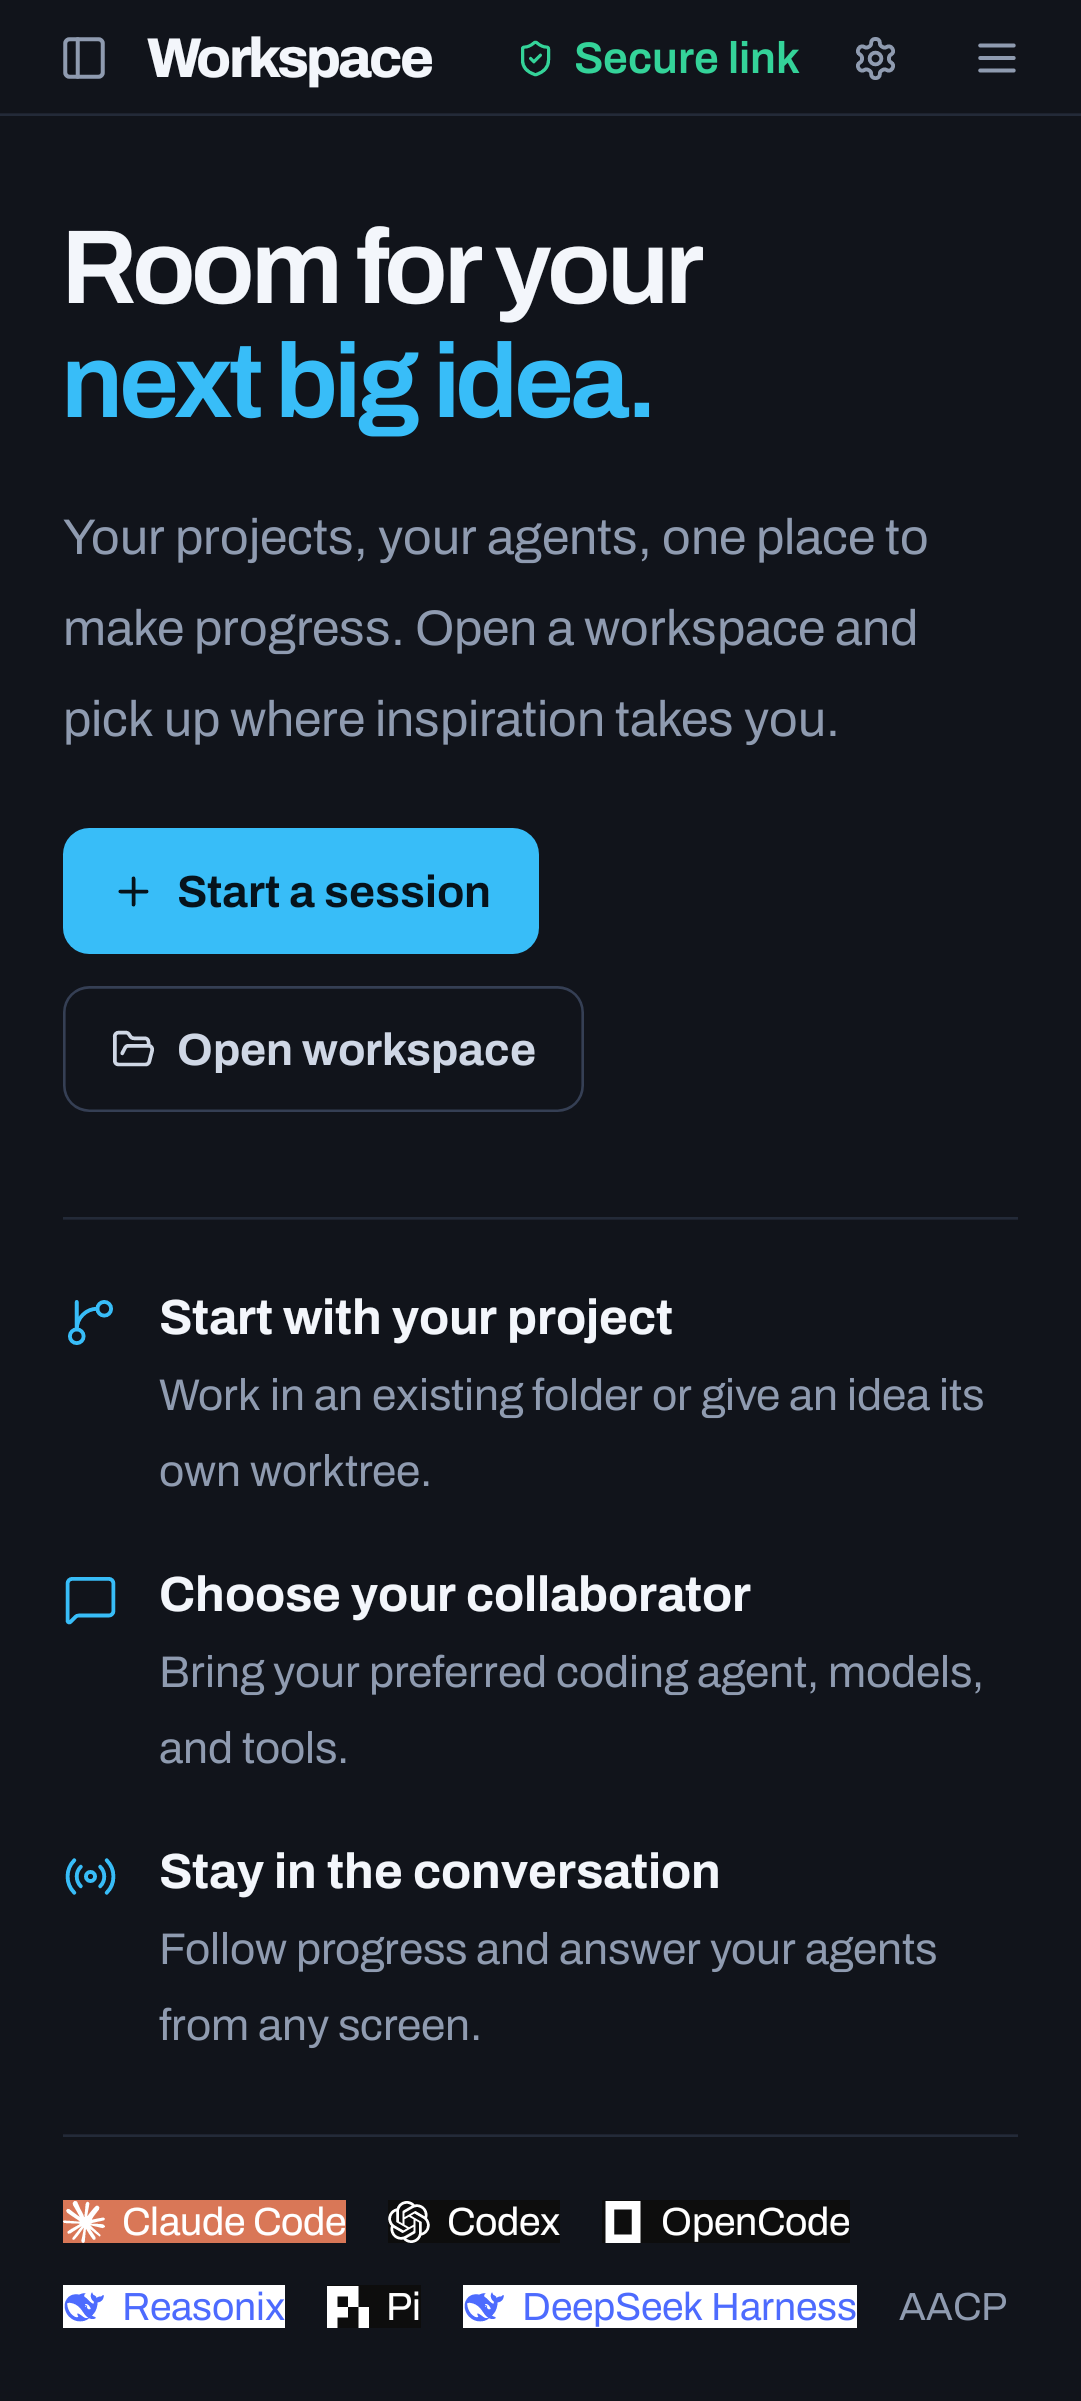 Workspace
Secure link
Room for your
next big idea.
Your projects, your agents, one place to
make progress. Open a workspace and
pick up where inspiration takes you.
Start a session
Open workspace
Start with your project
Work in an existing folder or give an idea its
own worktree.
Choose your collaborator
Bring your preferred coding agent, models,
and tools.
Stay in the conversation
Follow progress and answer your agents
from any screen.
Claude Code Codex OpenCode
Reasonix Pi DeepSeek Harness AACP